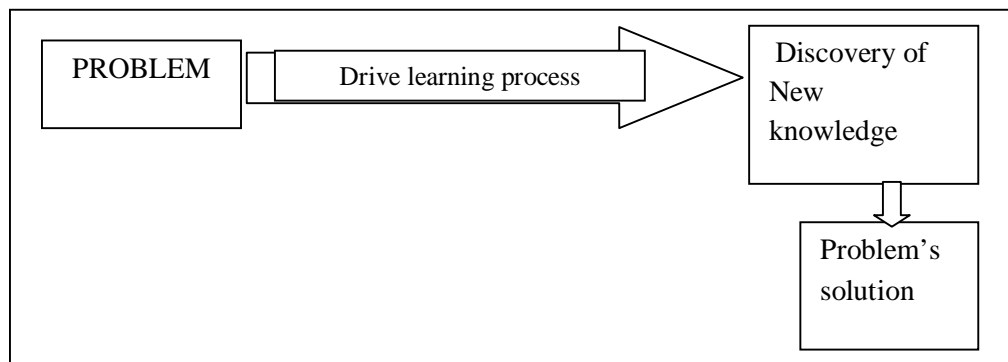 PROBLEM
Drive learning process
Discovery of
New
knowledge
Problem’s
solution